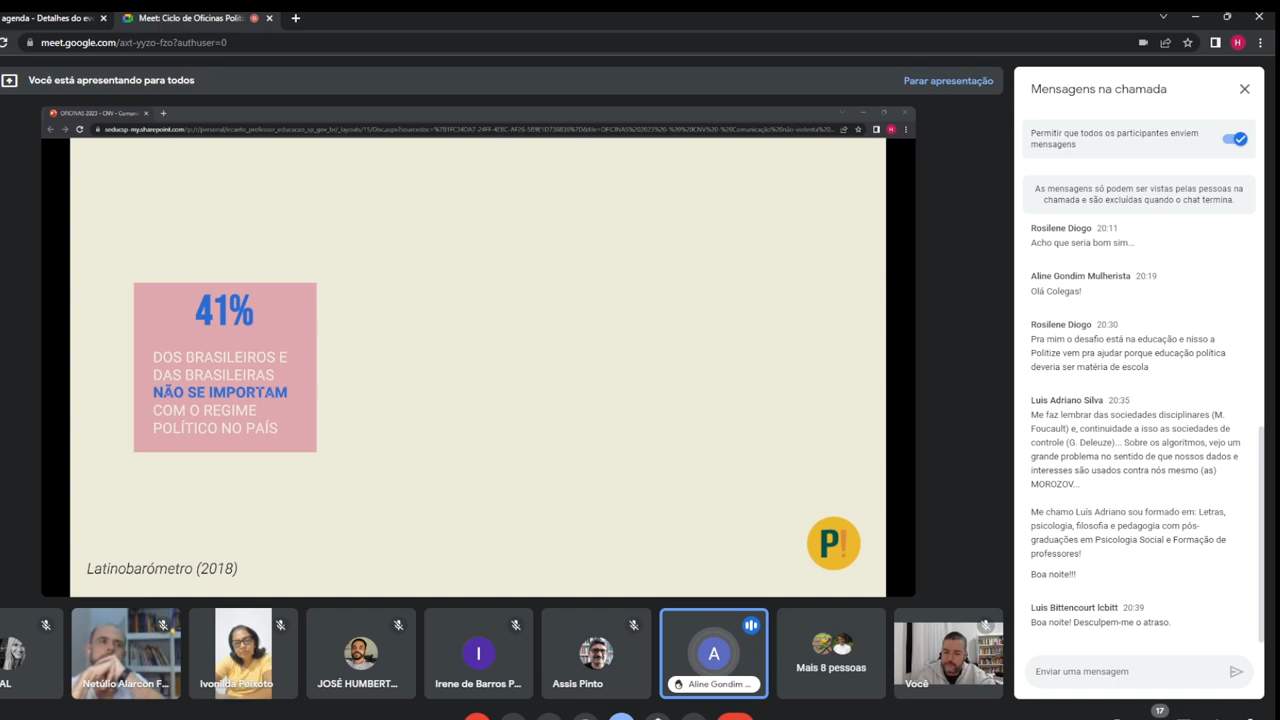 agenda - Detalhes do ev
Meet: Ciclo de Oficinas Polít
meet.google.com/axt-yyzo-fzo?authuser=0
Você está apresentando para todos
Parar apresentação
OFICINAS 2023 - CNV - Comun
41%
DOS BRASILEIROS E
DAS BRASILEIRAS
NÃO SE IMPORTAM
COM O REGIME
POLÍTICO NO PAÍS
P!
Latinobarómetro (2018)
AL
Netúlio Alarcon F...
Ivonilda Peixoto
JOSÉ HUMBERT...
I
Irene de Barros P...
Assis Pinto
A
Aline Gondim ...
Mais 8 pessoas
Você
Mensagens na chamada
Permitir que todos os participantes enviem
mensagens
As mensagens só podem ser vistas pelas pessoas na
chamada e são excluídas quando o chat termina.
Rosilene Diogo 20:11
Acho que seria bom sim...
Aline Gondim Mulherista 20:19
Olá Colegas!
Rosilene Diogo 20:30
Pra mim o desafio está na educação e nisso a
Politize vem pra ajudar porque educação política
deveria ser matéria de escola
Luis Adriano Silva 20:35
Me faz lembrar das sociedades disciplinares (M.
Foucault) e, continuidade a isso as sociedades de
controle (G. Deleuze)... Sobre os algoritmos, vejo um
grande problema no sentido de que nossos dados e
interesses são usados contra nós mesmo (as)
MOROZOV...
Me chamo Luís Adriano sou formado em: Letras,
psicologia, filosofia e pedagogia com pós-
graduações em Psicologia Social e Formação de
professores!
Boa noite!!!
Luis Bittencourt lcbitt 20:39
Boa noite! Desculpem-me o atraso.
Enviar uma mensagem
17
H